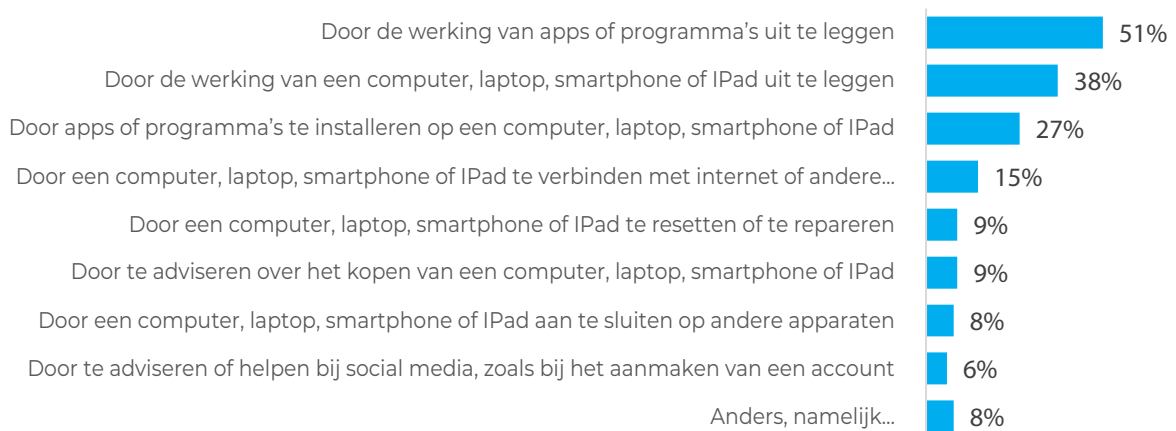 Door de werking van apps of programma's uit te leggen 51%
Door de werking van een computer, laptop, smartphone of IPad uit te leggen 38%
Door apps of programma's te installeren op een computer, laptop, smartphone of IPad 27%
Door een computer, laptop, smartphone of IPad te verbinden met internet of andere... 15%
Door een computer, laptop, smartphone of IPad te resetten of te repareren 9%
Door te adviseren over het kopen van een computer, laptop, smartphone of IPad 9%
Door een computer, laptop, smartphone of IPad aan te sluiten op andere apparaten 8%
Door te adviseren of helpen bij social media, zoals bij het aanmaken van een account 6%
Anders, namelijk... 8%